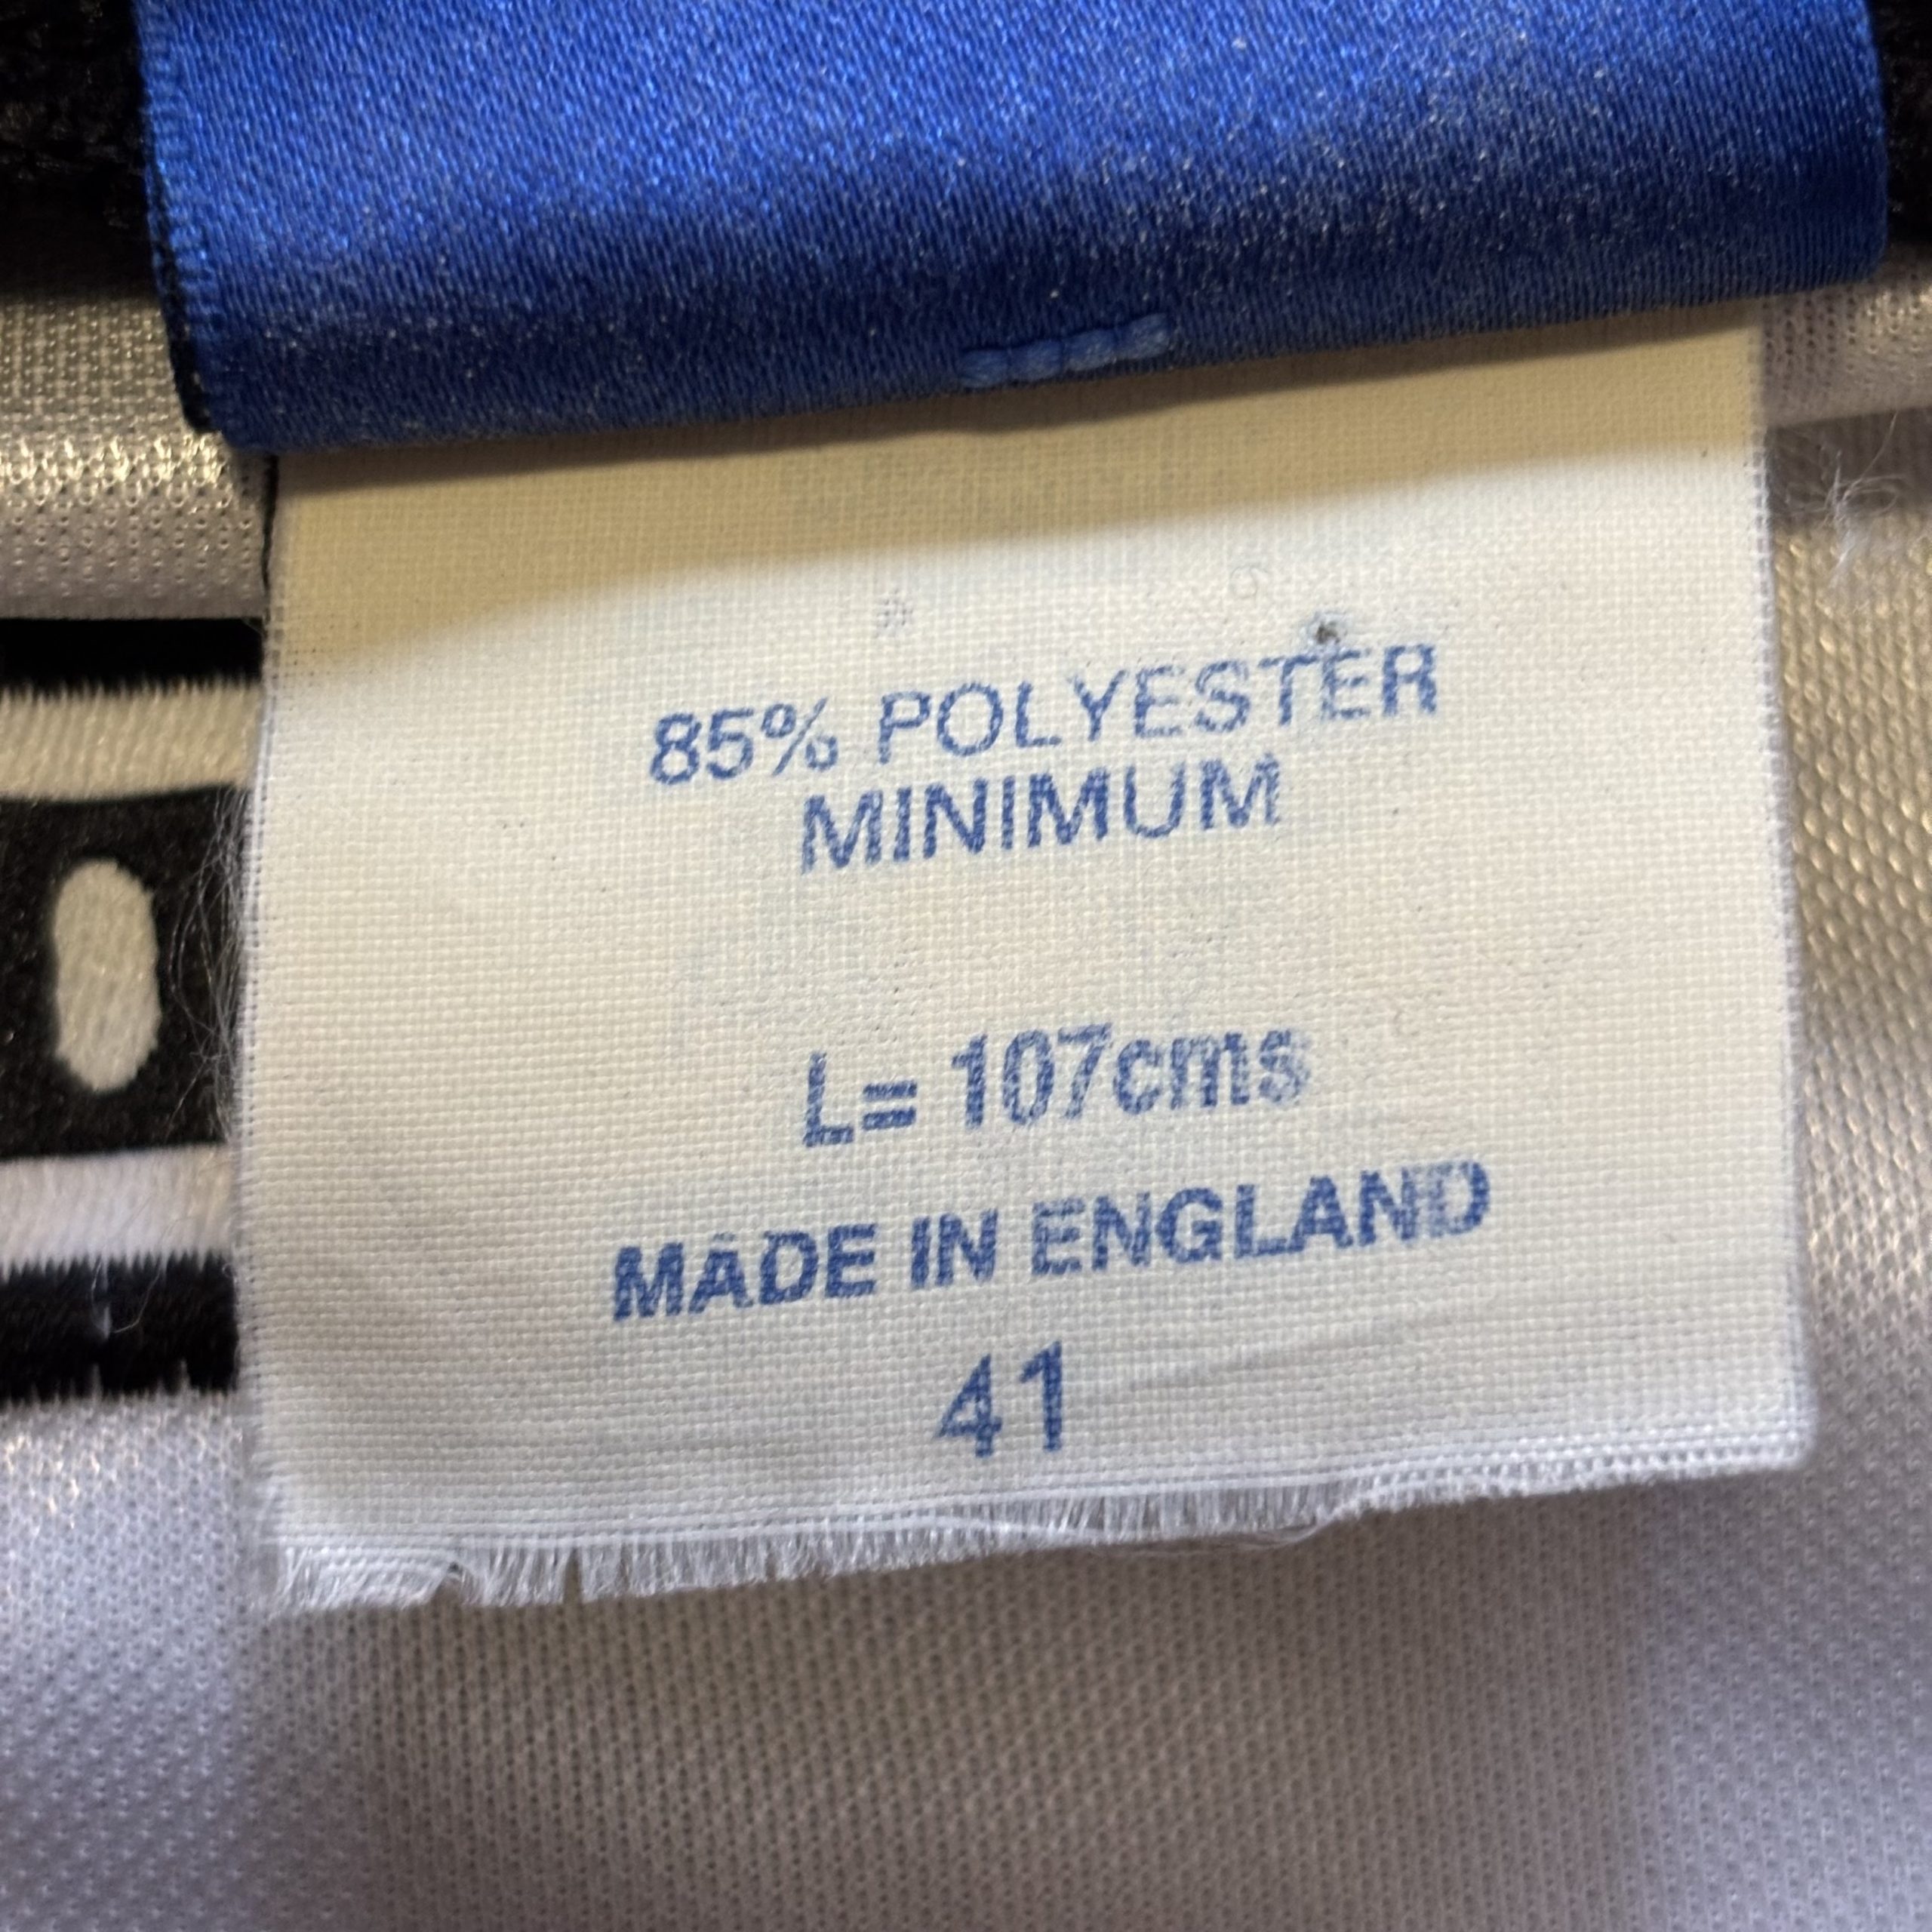 85% POLYESTER
MINIMUM
L= 107cms
MADE IN ENGLAND
41